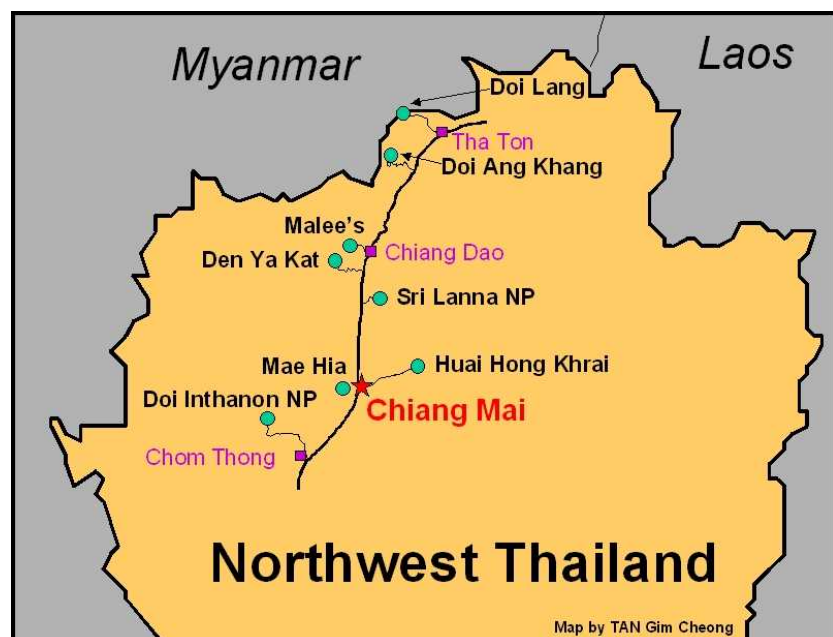 Myanmar
Laos
Doi Lang
Tha Ton
Doi Ang Khang
Malee's
Chiang Dao
Den Ya Kat
Sri Lanna NP
Mae Hia
Huai Hong Khrai
Doi Inthanon NP
Chiang Mai
Chom Thong
Northwest Thailand
Map by TAN Gim Cheong